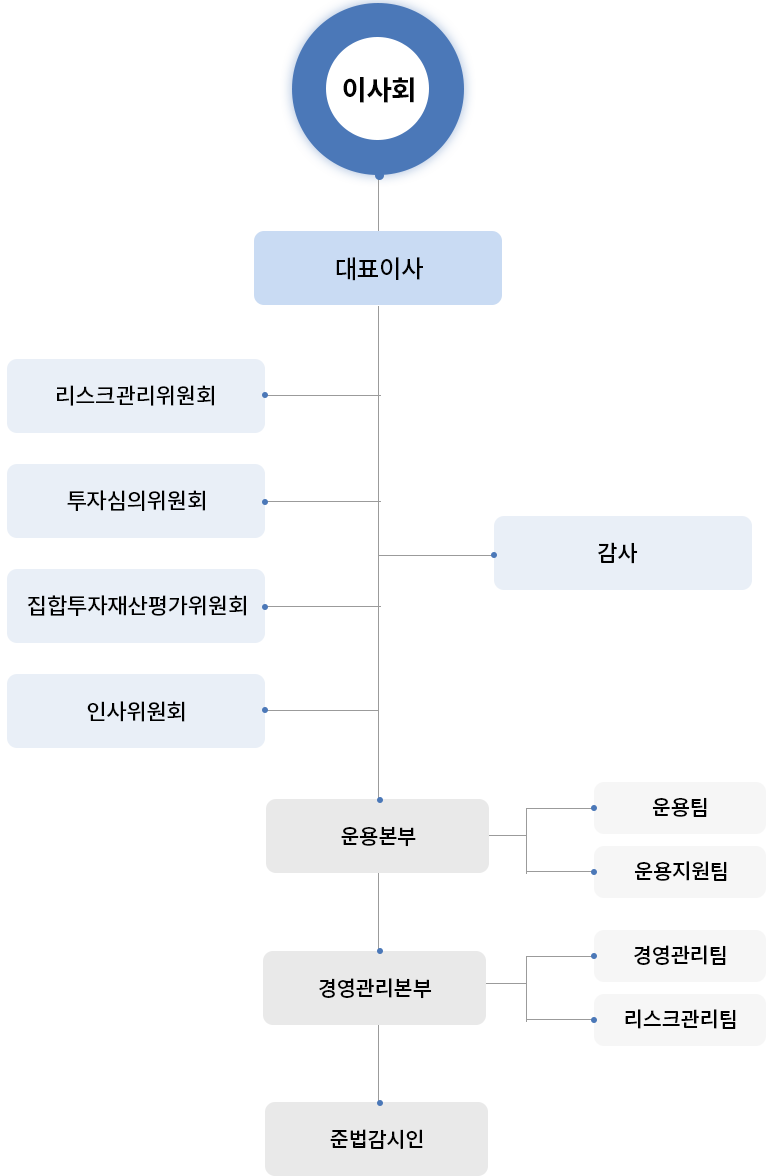 이사회
대표이사
리스크관리위원회
투자심의위원회
감사
집합투자재산평가위원회
인사위원회
운용본부
운용팀
운용지원팀
경영관리본부
경영관리팀
리스크관리팀
준법감시인